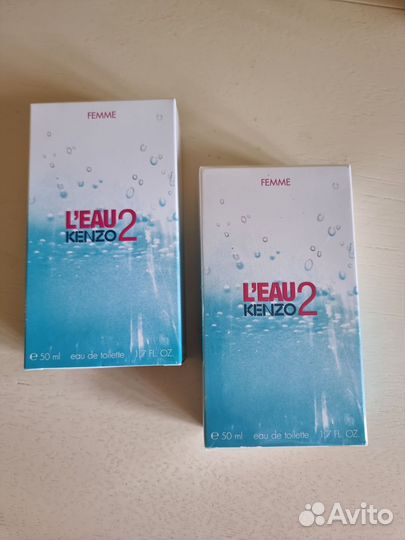 FEMME
L'EAU 2
KENZO
℮ 50 ml eau de toilette 1.7 FL. OZ.
FEMME
L'EAU 2
KENZO
℮ 50 ml eau de toilette 1.7 FL. OZ.
Avito